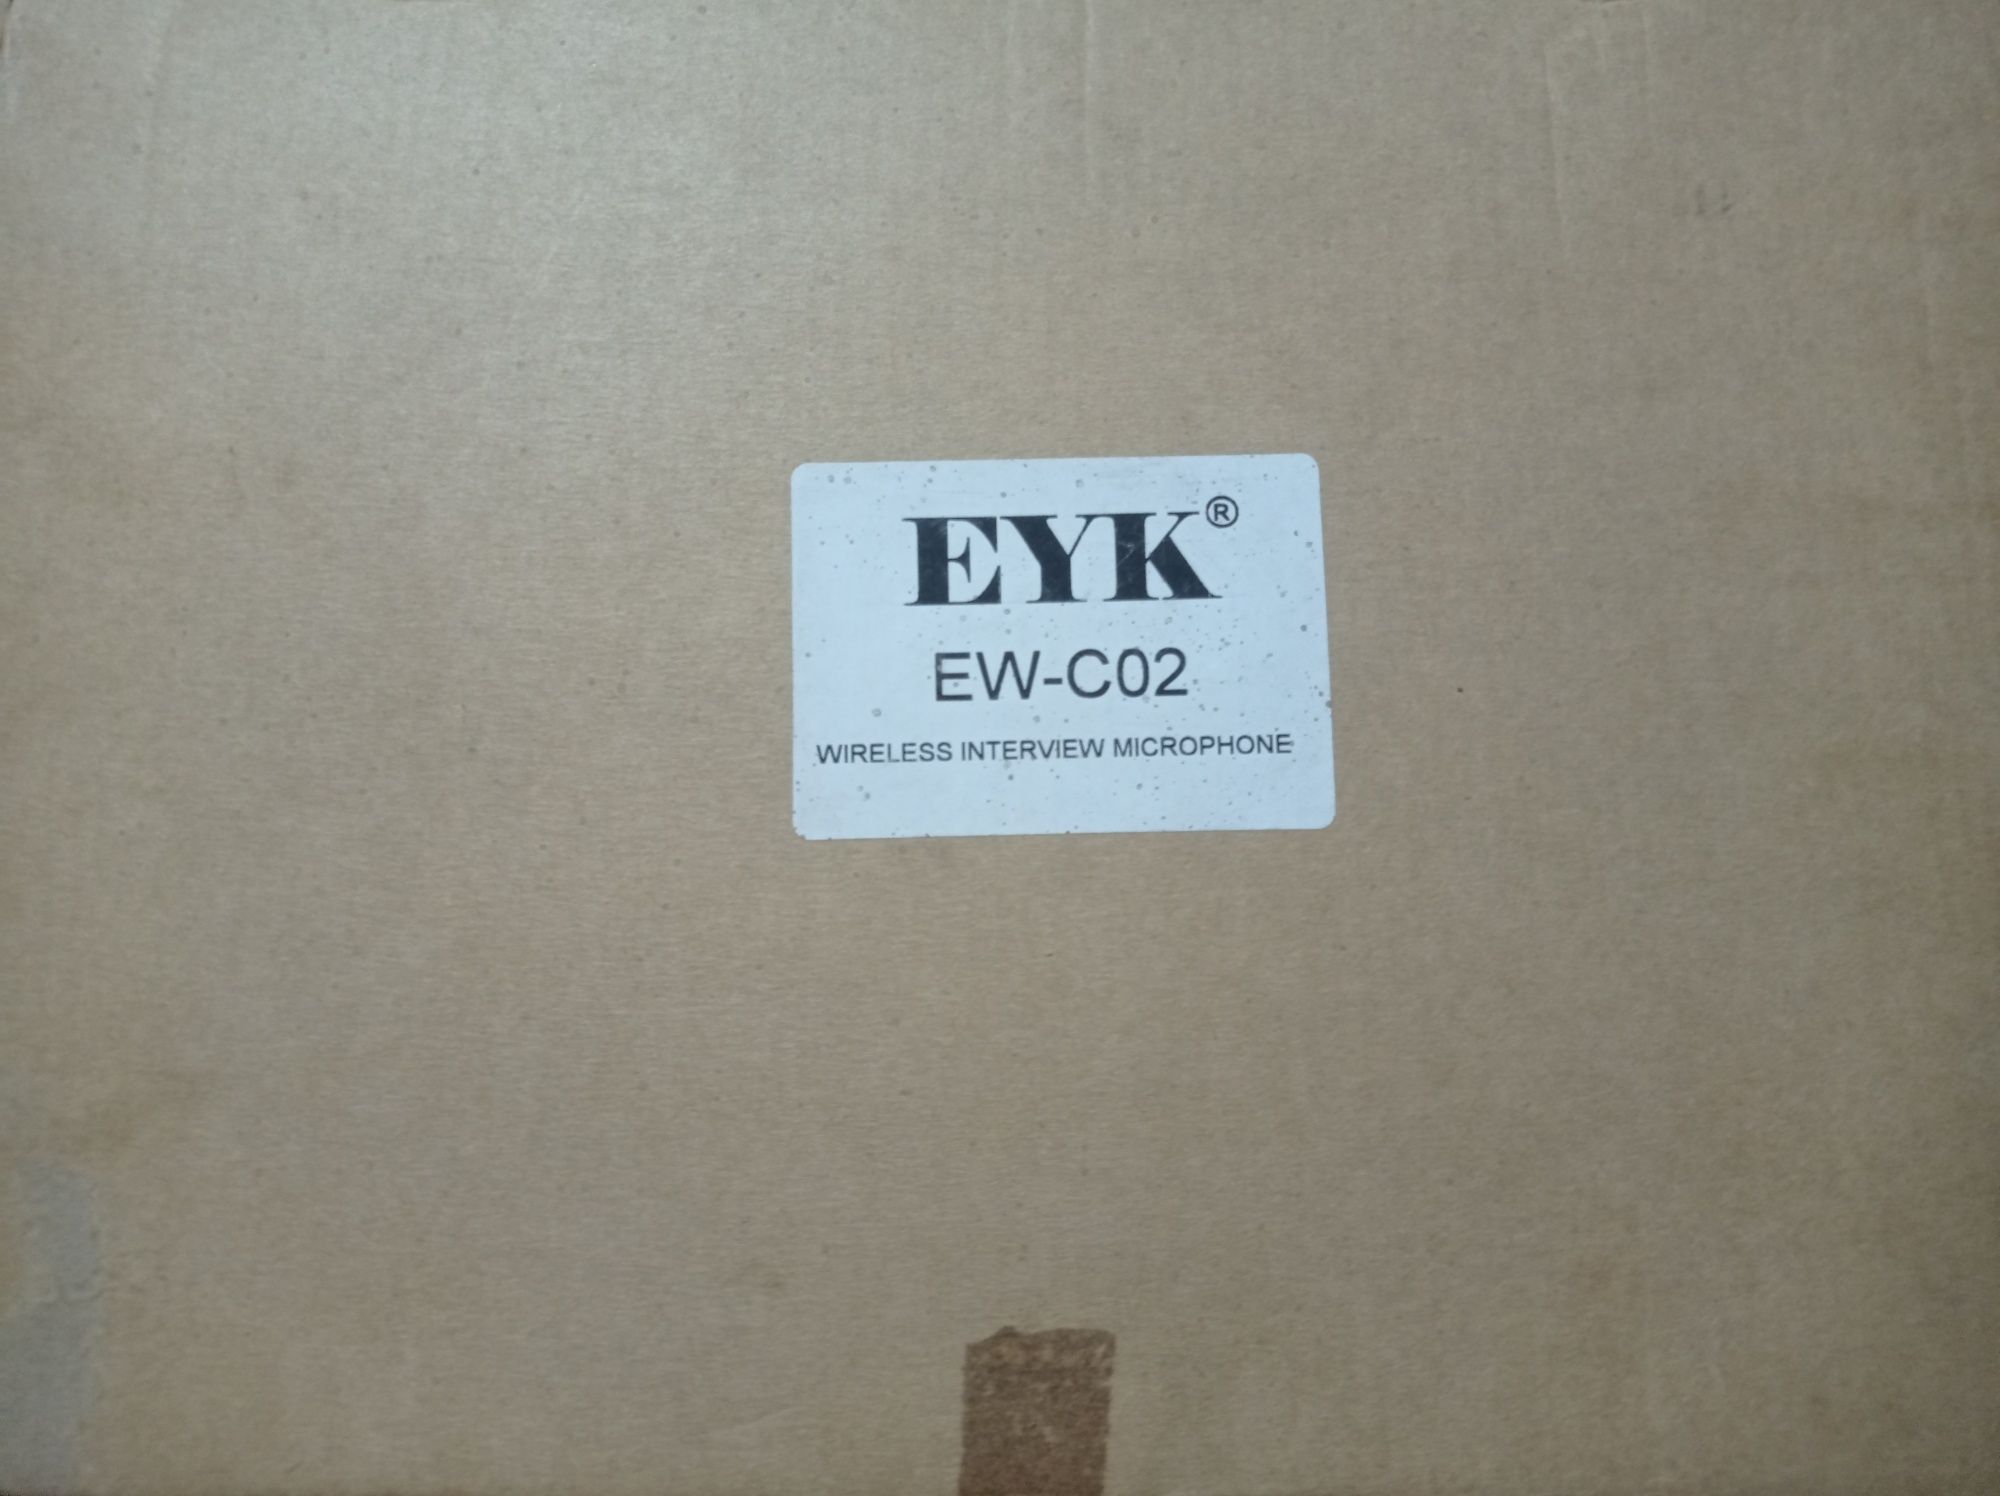 EYK®
EW-C02
WIRELESS INTERVIEW MICROPHONE